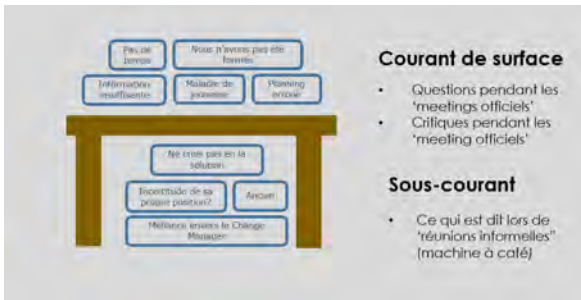 Pas de
temps
Nous n'avons pas été
formés
Information
insuffisante
Maladie de
jeunesse
Planning
erroné
Ne crois pas en la
solution
Incertitude de sa
propre position?
Ancien
Méfiance envers le Change
Manager
Courant de surface
• Questions pendant les
'meetings officiels'
• Critiques pendant les
'meeting officiels'
Sous-courant
• Ce qui est dit lors de
'réunions informelles"
(machine à café)